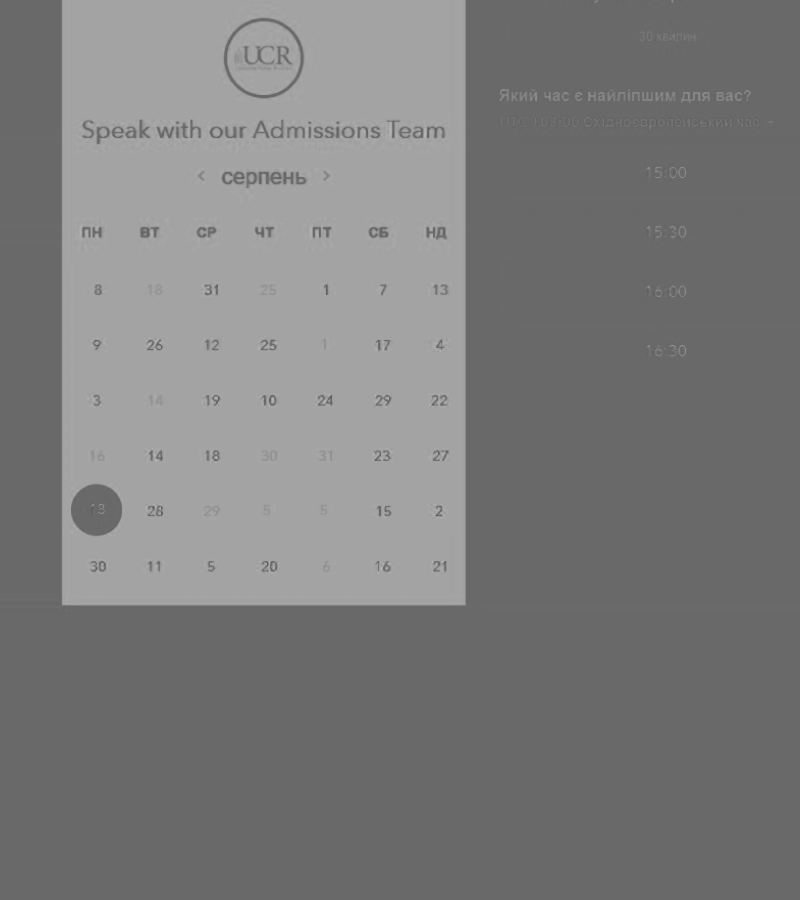 UCR
Speak with our Admissions Team
серпень
ПН ВТ СР ЧТ ПТ СБ НД
8 18 31 25 1 7 13
9 26 12 25 1 17 4
3 14 19 10 24 29 22
16 14 18 30 31 23 27
13 28 29 5 5 15 2
30 11 5 20 6 16 21
30 хвилин
Який час є найліпшим для вас?
UTC +03:00 Східноєвропейський час
15:00
15:30
16:00
16:30